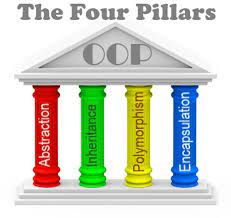 The Four Pillars
OOP
Abstraction
Inheritance
Polymorphism
Encapsulation